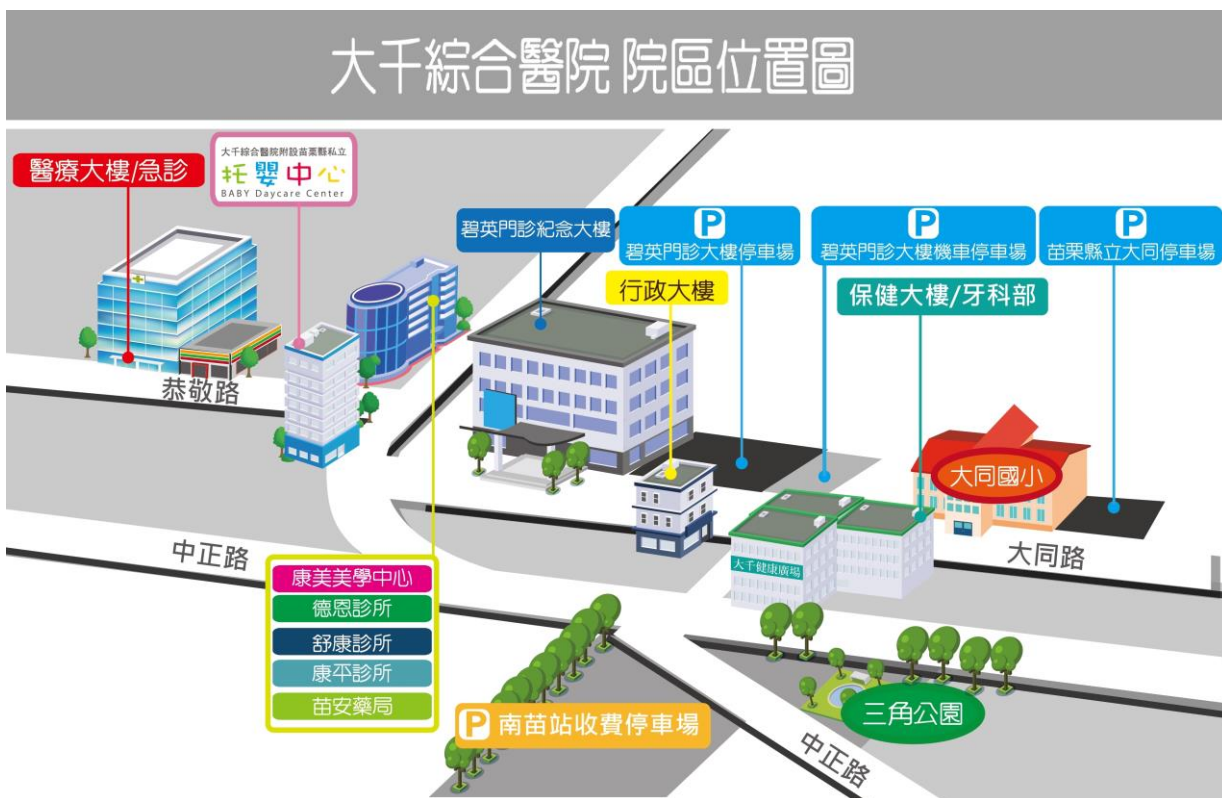 大千綜合醫院 院區位置圖
醫療大樓/急診
大千綜合醫院附設苗栗縣私立
托嬰中心
BABY Daycare Center
碧英門診紀念大樓
P
碧英門診大樓停車場
P
碧英門診大樓機車停車場
P
苗栗縣立大同停車場
行政大樓
保健大樓/牙科部
恭敬路
大同國小
中正路
大千健康廣場
大同路
康美美學中心
德恩診所
舒康診所
康平診所
苗安藥局
P 南苗站收費停車場
三角公園
中正路